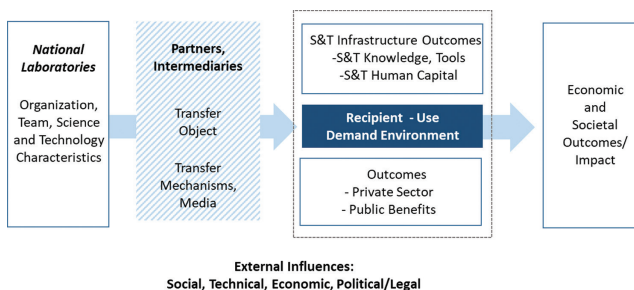 National
Laboratories
Organization,
Team, Science
and Technology
Characteristics
Partners,
Intermediaries
Transfer
Object
Transfer
Mechanisms,
Media
S&T Infrastructure Outcomes
-S&T Knowledge, Tools
-S&T Human Capital
Recipient - Use
Demand Environment
Outcomes
- Private Sector
- Public Benefits
Economic
and
Societal
Outcomes/
Impact
External Influences:
Social, Technical, Economic, Political/Legal